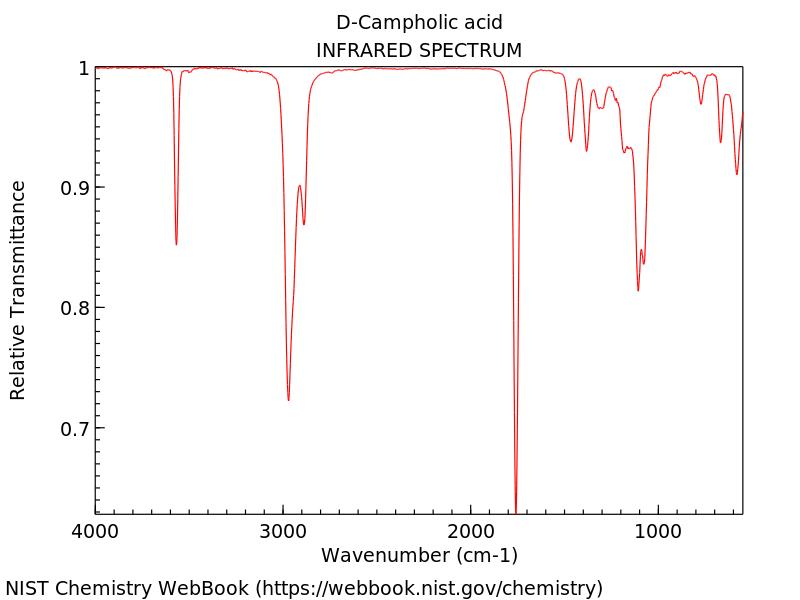 D-Campholic acid
INFRARED SPECTRUM
1
0.9
0.8
0.7
Relative Transmittance
4000 3000 2000 1000
Wavenumber (cm-1)
NIST Chemistry WebBook (https://webbook.nist.gov/chemistry)